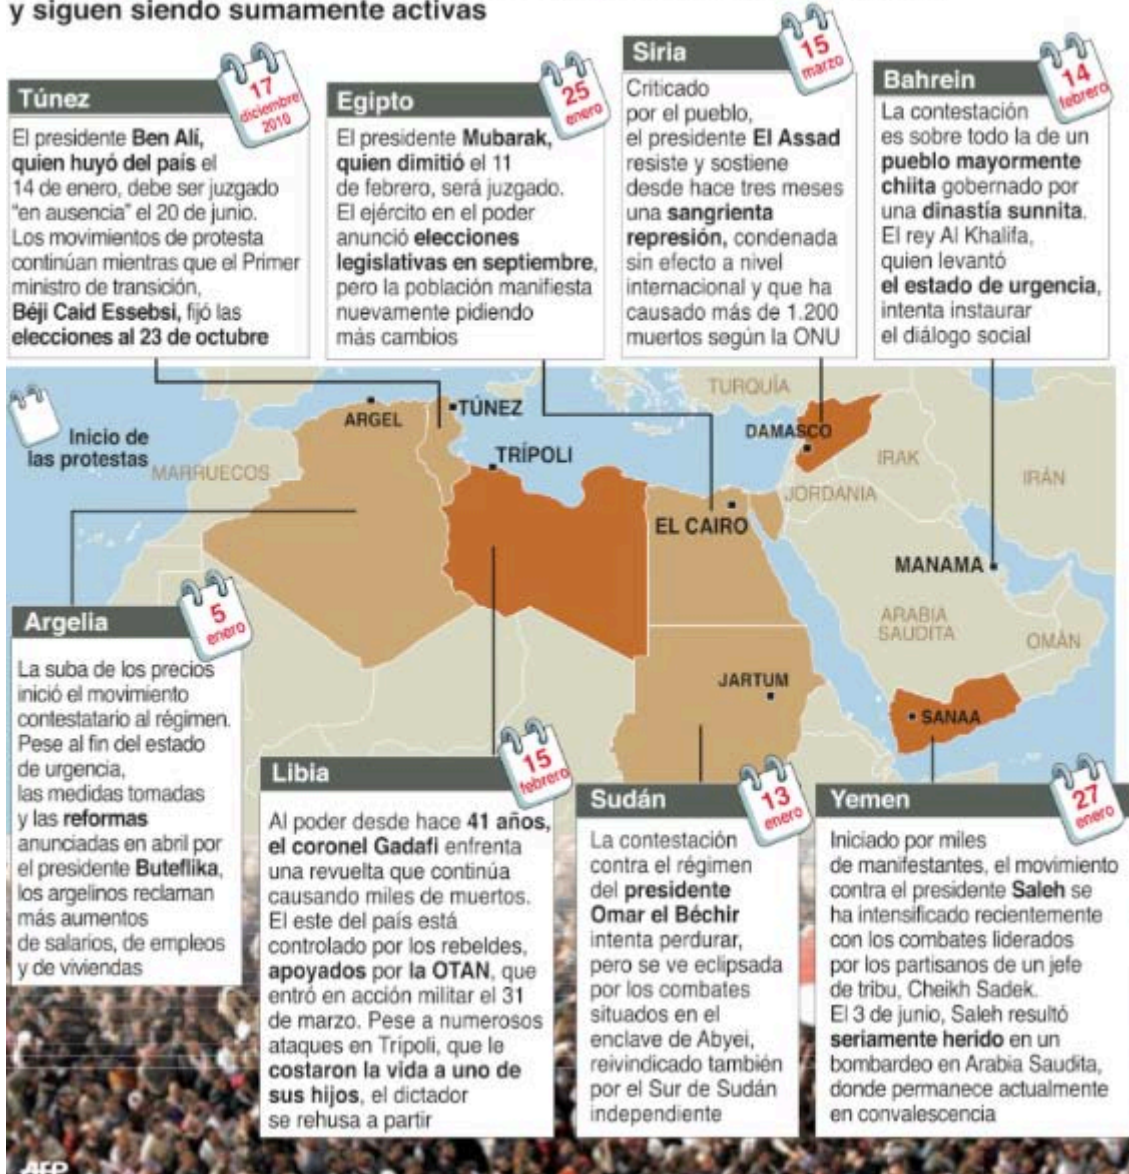 y siguen siendo sumamente activas
Túnez
17
diciembre
2010
El presidente Ben Alí,
quien huyó del país el
14 de enero, debe ser juzgado
"en ausencia" el 20 de junio.
Los movimientos de protesta
continúan mientras que el Primer
ministro de transición,
Béji Caid Essebsi, fijó las
elecciones al 23 de octubre
Egipto
25
enero
El presidente Mubarak,
quien dimitió el 11
de febrero, será juzgado.
El ejército en el poder
anunció elecciones
legislativas en septiembre,
pero la población manifiesta
nuevamente pidiendo
más cambios
Siria
15
marzo
Criticado
por el pueblo,
el presidente El Assad
resiste y sostiene
desde hace tres meses
una sangrienta
represión, condenada
sin efecto a nivel
internacional y que ha
causado más de 1.200
muertos según la ONU
Bahrein
14
febrero
La contestación
es sobre todo la de un
pueblo mayormente
chiita gobernado por
una dinastía sunnita.
El rey Al Khalifa,
quien levantó
el estado de urgencia,
intenta instaurar
el diálogo social
Inicio de
las protestas
MARRUECOS
ARGEL
TÚNEZ
TRÍPOLI
TURQUÍA
DAMASCO
IRAK
IRÁN
JORDANIA
EL CAIRO
MANAMA
ARABIA
SAUDITA
OMÁN
JARTUM
SANAA
Argelia
5
enero
La suba de los precios
inició el movimiento
contestatario al régimen.
Pese al fin del estado
de urgencia,
las medidas tomadas
y las reformas
anunciadas en abril por
el presidente Buteflika,
los argelinos reclaman
más aumentos
de salarios, de empleos
y de viviendas
Libia
15
febrero
Al poder desde hace 41 años,
el coronel Gadafi enfrenta
una revuelta que continúa
causando miles de muertos.
El este del país está
controlado por los rebeldes,
apoyados por la OTAN, que
entró en acción militar el 31
de marzo. Pese a numerosos
ataques en Trípoli, que le
costaron la vida a uno de
sus hijos, el dictador
se rehusa a partir
Sudán
13
enero
La contestación
contra el régimen
del presidente
Omar el Béchir
intenta perdurar,
pero se ve eclipsada
por los combates
situados en el
enclave de Abyei,
reivindicado también
por el Sur de Sudán
independiente
Yemen
27
enero
Iniciado por miles
de manifestantes, el movimiento
contra el presidente Saleh se
ha intensificado recientemente
con los combates liderados
por los partisanos de un jefe
de tribu, Cheikh Sadek.
El 3 de junio, Saleh resultó
seriamente herido en un
bombardeo en Arabia Saudita,
donde permanece actualmente
en convalescencia
AFP